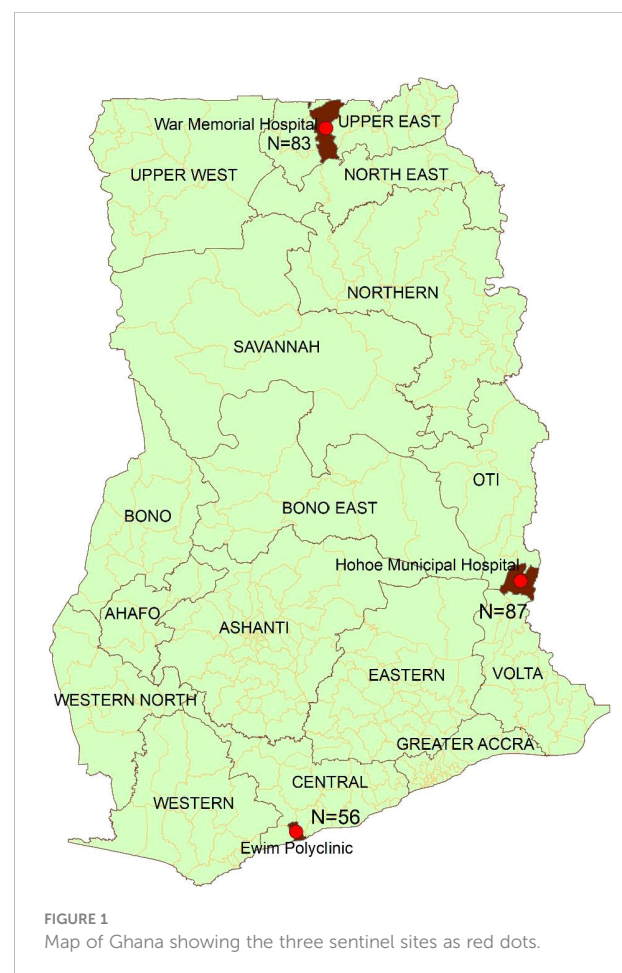 War Memorial Hospital
UPPER EAST
N=83
UPPER WEST
NORTH EAST
NORTHERN
SAVANNAH
OTI
BONO EAST
BONO
Hohoe Municipal Hospital
AHAFO
N=87
ASHANTI
EASTERN
VOLTA
WESTERN NORTH
GREATER ACCRA
CENTRAL
WESTERN
N=56
Ewim Polyclinic
FIGURE 1
Map of Ghana showing the three sentinel sites as red dots.